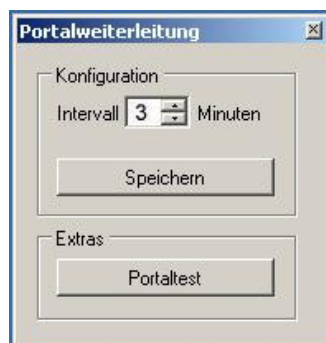 Portalweiterleitung
Konfiguration
Intervall 3 Minuten
Speichern
Extras
Portaltest